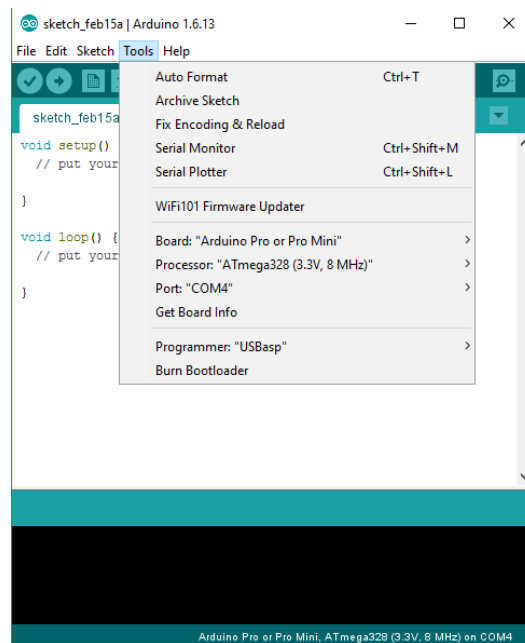 sketch_feb15a | Arduino 1.6.13
File Edit Sketch Tools Help
sketch_feb15a
Auto Format Ctrl+T
Archive Sketch
Fix Encoding & Reload
Serial Monitor Ctrl+Shift+M
Serial Plotter Ctrl+Shift+L
WiFi101 Firmware Updater
Board: "Arduino Pro or Pro Mini"
Processor: "ATmega328 (3.3V, 8 MHz)"
Port: "COM4"
Get Board Info
Programmer: "USBasp"
Burn Bootloader
void setup()
// put your
}
void loop() {
// put your
}
Arduino Pro or Pro Mini, ATmega328 (3.3V, 8 MHz) on COM4